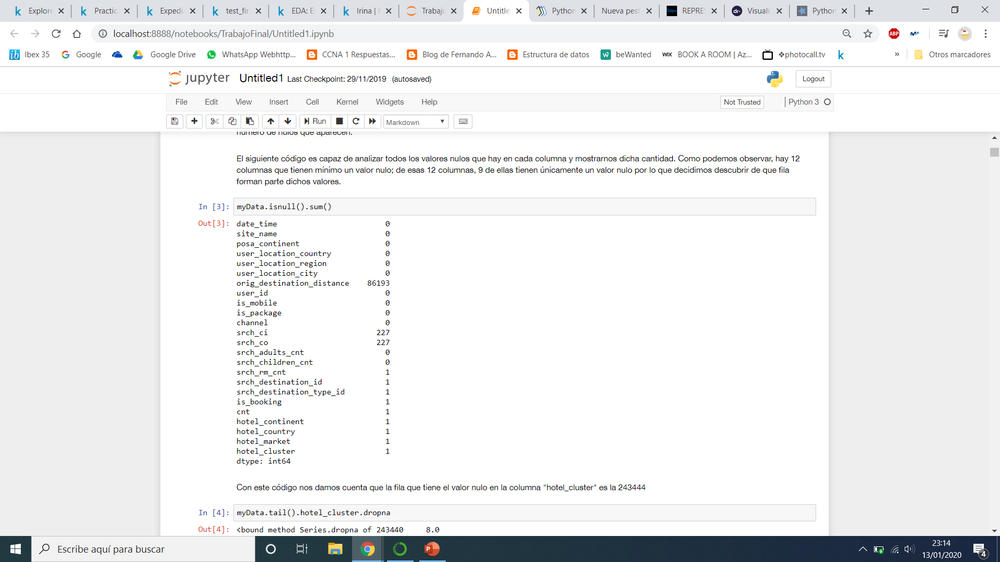 Explore
Practica
Expedi
test_fin
EDA: E
Irina |
Trabajo
Untitle
Python
Nueva pest
REPRES
Visuali
Python
localhost:8888/notebooks/TrabajoFinal/Untitled1.ipynb
ABP
Ibex 35
Google
Google Drive
WhatsApp Webhttp...
CCNA 1 Respuestas...
Blog de Fernando A...
Estructura de datos
beWanted
WIX BOOK A ROOM | Az...
❖photocall.tv
»
Otros marcadores
jupyter Untitled1 Last Checkpoint: 29/11/2019 (autosaved)
Logout
File Edit View Insert Cell Kernel Widgets Help
Not Trusted
Python 3
Run
Markdown
número de nulos que aparecen.
El siguiente código es capaz de analizar todos los valores nulos que hay en cada columna y mostrarnos dicha cantidad. Como podemos observar, hay 12
columnas que tienen mínimo un valor nulo; de esas 12 columnas, 9 de ellas tienen únicamente un valor nulo por lo que decidimos descubrir de que fila
forman parte dichos valores.
In [3]: myData.isnull().sum()
Out[3]: date_time 0
site_name 0
posa_continent 0
user_location_country 0
user_location_region 0
user_location_city 0
orig_destination_distance 86193
user_id 0
is_mobile 0
is_package 0
channel 0
srch_ci 227
srch_co 227
srch_adults_cnt 0
srch_children_cnt 0
srch_rm_cnt 1
srch_destination_id 1
srch_destination_type_id 1
is_booking 1
cnt 1
hotel_continent 1
hotel_country 1
hotel_market 1
hotel_cluster 1
dtype: int64
Con este código nos damos cuenta que la fila que tiene el valor nulo en la columna "hotel_cluster" es la 243444
In [4]: myData.tail().hotel_cluster.dropna
Out[4]: <bound method Series.dropna of 243440 8.0
Escribe aquí para buscar
23:14
13/01/2020
4